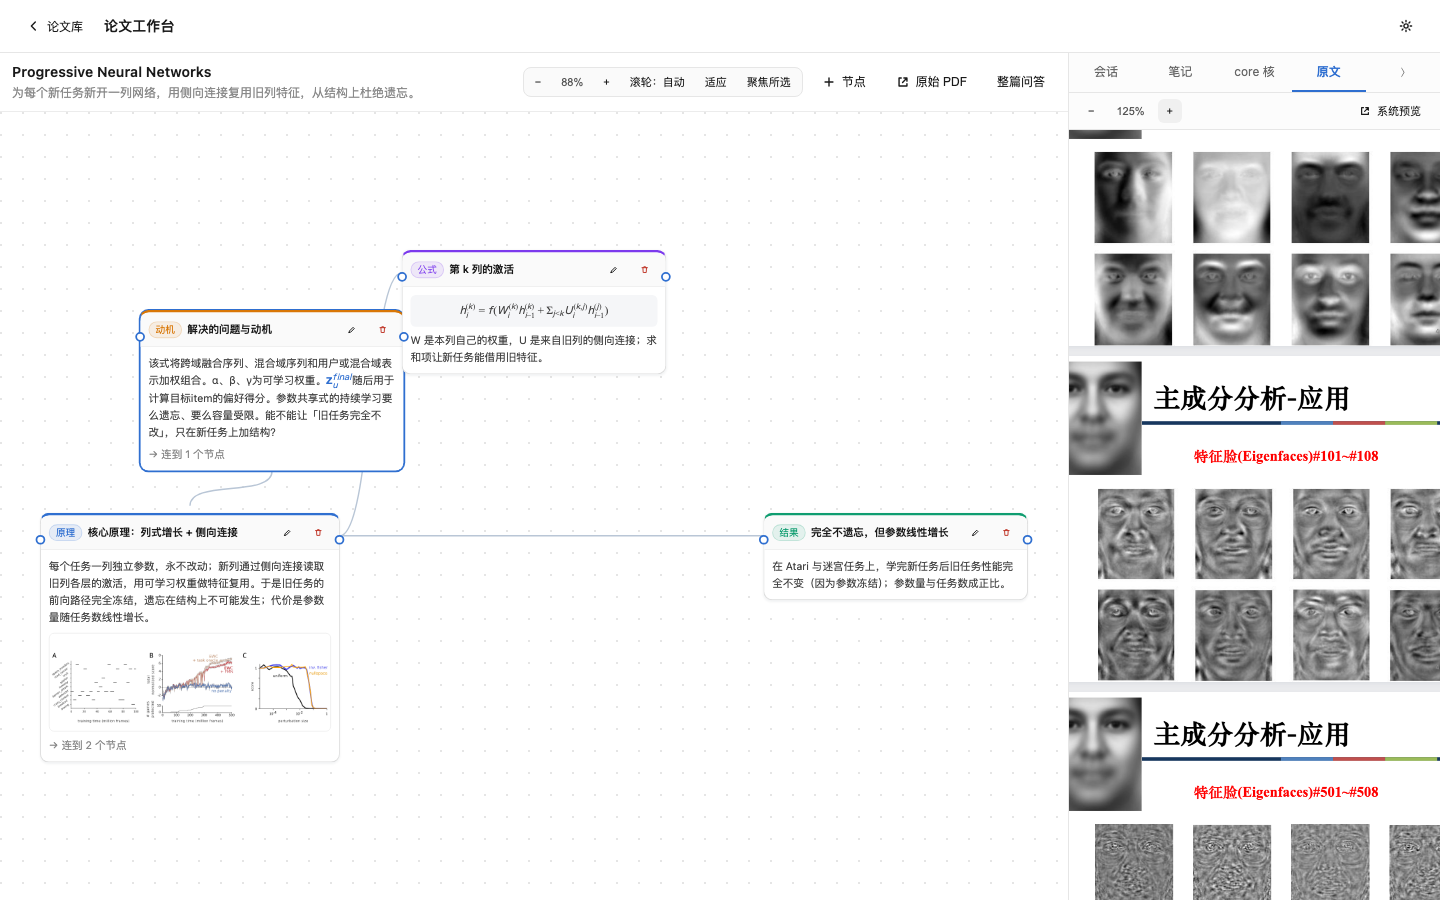 论文库 论文工作台
Progressive Neural Networks
为每个新任务新开一列网络，用侧向连接复用旧列特征，从结构上杜绝遗忘。
− 88% + 滚轮：自动 适应 聚焦所选
+ 节点 原始 PDF 整篇问答
会话 笔记 core 核 原文
− 125% + 系统预览
公式 第 k 列的激活
h_i^{(k)} = f(W_i^{(k)}h_{i−1}^{(k)} + Σ_{j<k}U_i^{(k,j)}h_{i−1}^{(j)})
W 是本列自己的权重，U 是来自旧列的侧向连接；求
和项让新任务能借用旧特征。
动机 解决的问题与动机
该式将跨域融合序列、混合域序列和用户或混合域表
示加权组合。α、β、γ为可学习权重。z_u^{final}随后用于
计算目标item的偏好得分。参数共享式的持续学习要
么遗忘、要么容量受限。能不能让「旧任务完全不
改」，只在新任务上加结构？
→ 连到 1 个节点
原理 核心原理：列式增长 + 侧向连接
每个任务一列独立参数，永不改动；新列通过侧向连接读取
旧列各层的激活，用可学习权重做特征复用。于是旧任务的
前向路径完全冻结，遗忘在结构上不可能发生；代价是参数
量随任务数线性增长。
A B C
training time (million frames) training time (million frames) perturbation size
→ 连到 2 个节点
结果 完全不遗忘，但参数线性增长
在 Atari 与迷宫任务上，学完新任务后旧任务性能完
全不变（因为参数冻结）；参数量与任务数成正比。
主成分分析-应用
特征脸(Eigenfaces)#101~#108
主成分分析-应用
特征脸(Eigenfaces)#501~#508